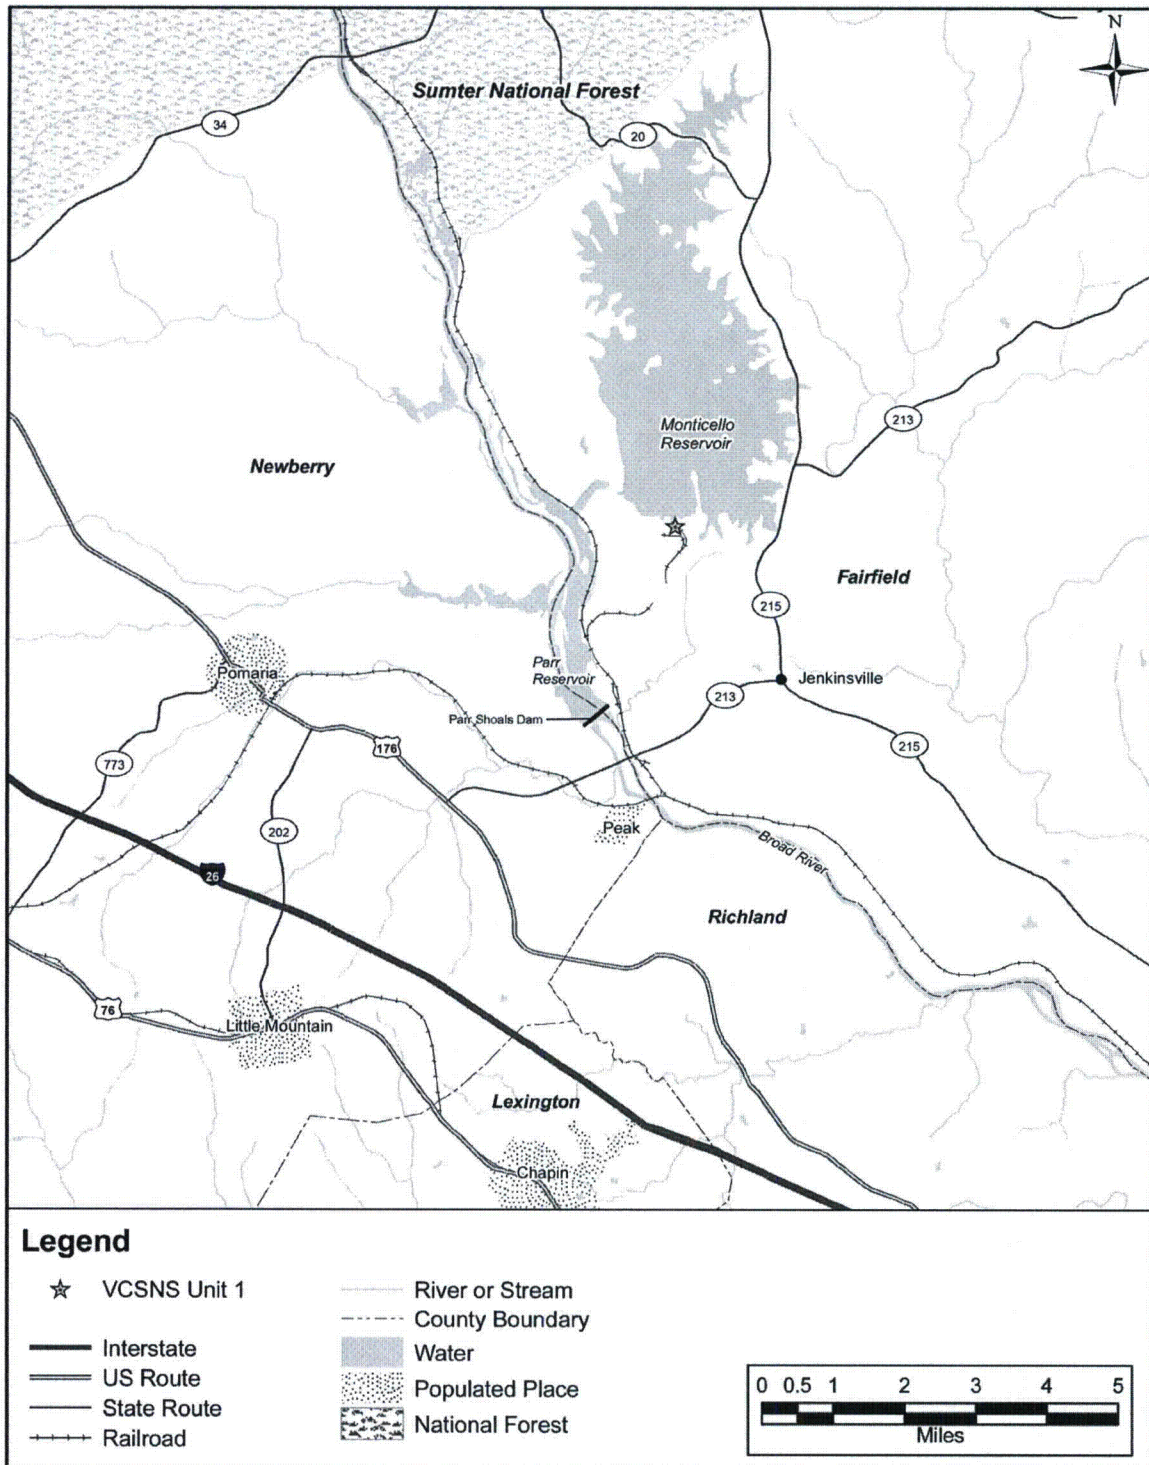 N
Sumter National Forest
34
20
Monticello
Reservoir
213
Newberry
Fairfield
215
Parr
Reservoir
Pomaria
Jenkinsville
213
Parr Shoals Dam
176
215
773
202
Peak
Broad River
26
Richland
76
Little Mountain
Lexington
Chapin
Legend
VCSNS Unit 1
Interstate
US Route
State Route
Railroad
River or Stream
County Boundary
Water
Populated Place
National Forest
0 0.5 1 2 3 4 5
Miles